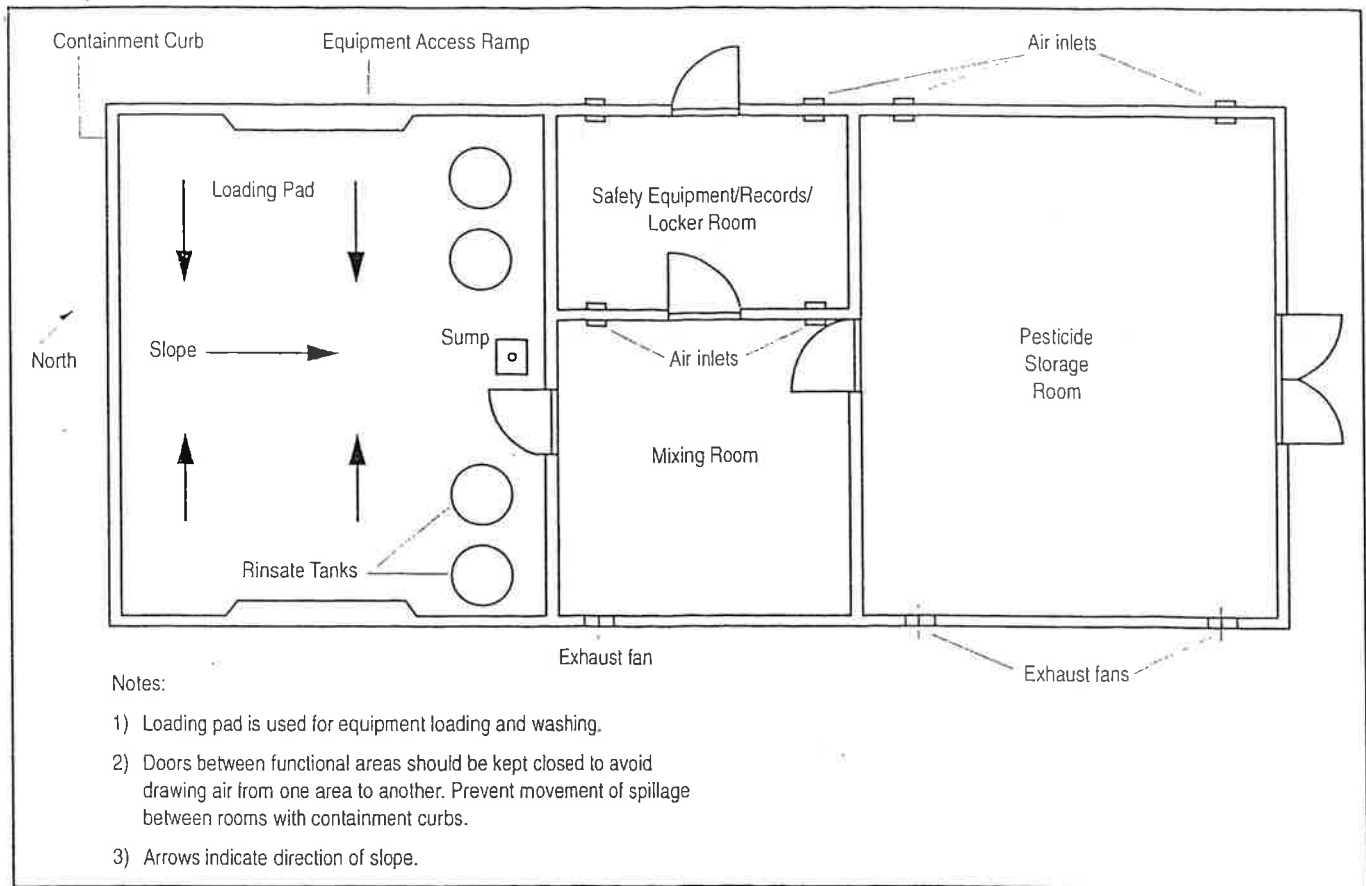 Containment Curb
Equipment Access Ramp
Air inlets
Loading Pad
Safety Equipment/Records/
Locker Room
North
Slope
Sump
Air inlets
Pesticide
Storage
Room
Mixing Room
Rinsate Tanks
Exhaust fan
Exhaust fans
Notes:
1) Loading pad is used for equipment loading and washing.
2) Doors between functional areas should be kept closed to avoid
drawing air from one area to another. Prevent movement of spillage
between rooms with containment curbs.
3) Arrows indicate direction of slope.